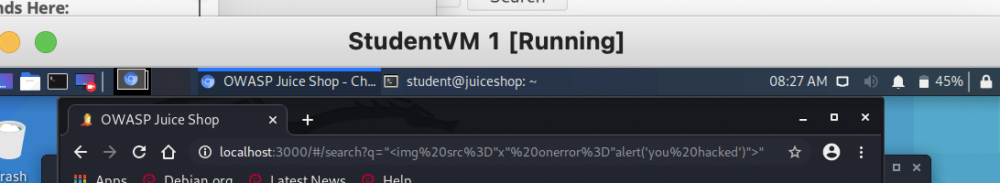 nds Here:
Search
StudentVM 1 [Running]
OWASP Juice Shop - Ch... student@juiceshop: ~ 08:27 AM 45%
OWASP Juice Shop
localhost:3000/#/search?q="<img%20src%3D"x"%20onerror%3D"alert('you%20hacked')">"
rash
Apps Debian.org Latest News Help